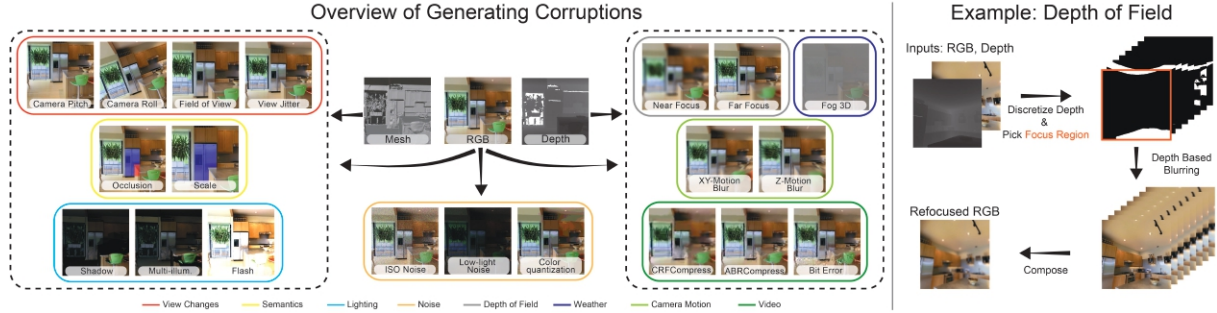 Overview of Generating Corruptions
Camera Pitch
Camera Roll
Field of View
View Jitter
Occlusion
Scale
Shadow
Multi-illum.
Flash
Mesh
RGB
Depth
ISO Noise
Low-light
Noise
Color
quantization
Near Focus
Far Focus
Fog 3D
XY-Motion
Blur
Z-Motion
Blur
CRFCompress
ABRCompress
Bit Error
View Changes
Semantics
Lighting
Noise
Depth of Field
Weather
Camera Motion
Video
Example: Depth of Field
Inputs: RGB, Depth
Discretize Depth
&
Pick Focus Region
Depth Based
Blurring
Refocused RGB
Compose